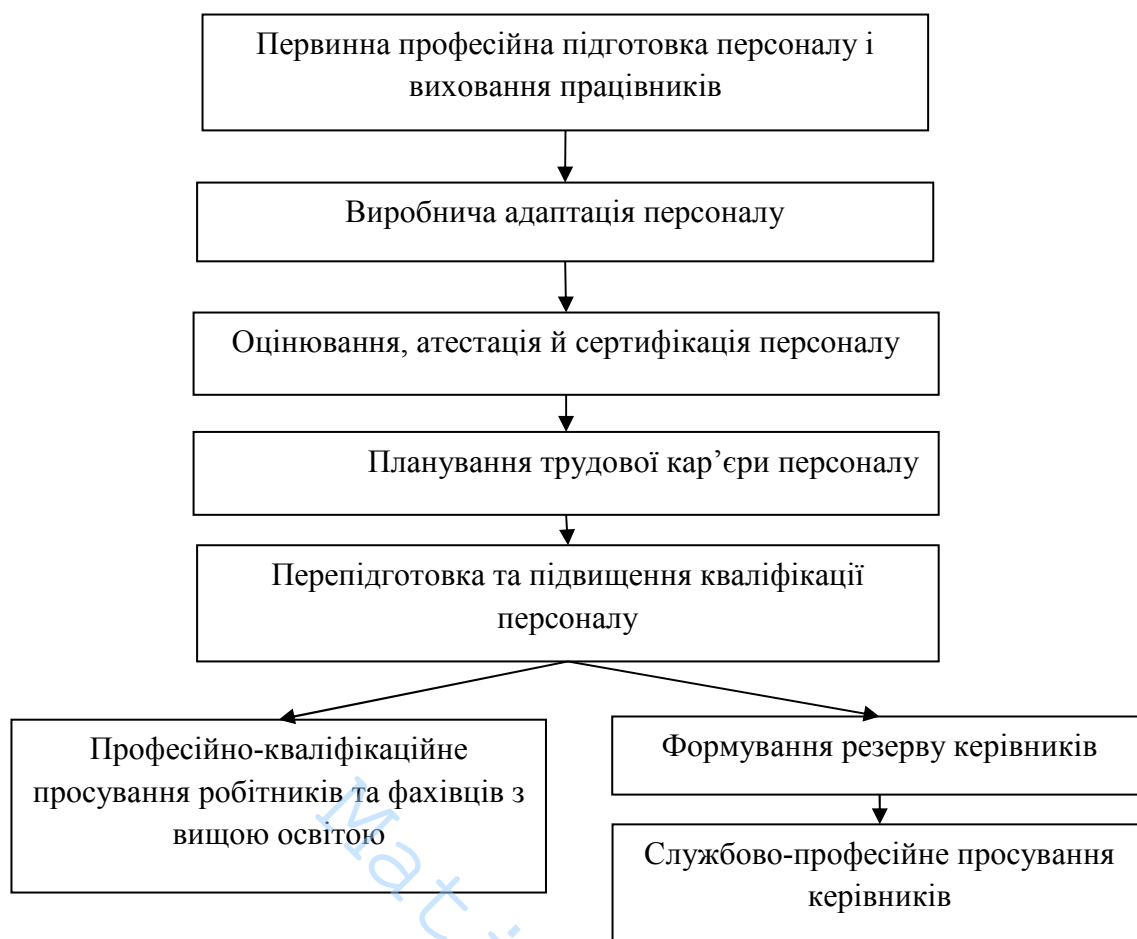 Первинна професійна підготовка персоналу і
виховання працівників
Виробнича адаптація персоналу
Оцінювання, атестація й сертифікація персоналу
Планування трудової кар’єри персоналу
Перепідготовка та підвищення кваліфікації
персоналу
Професійно-кваліфікаційне
просування робітників та фахівців з
вищою освітою
Формування резерву керівників
Службово-професійне просування
керівників